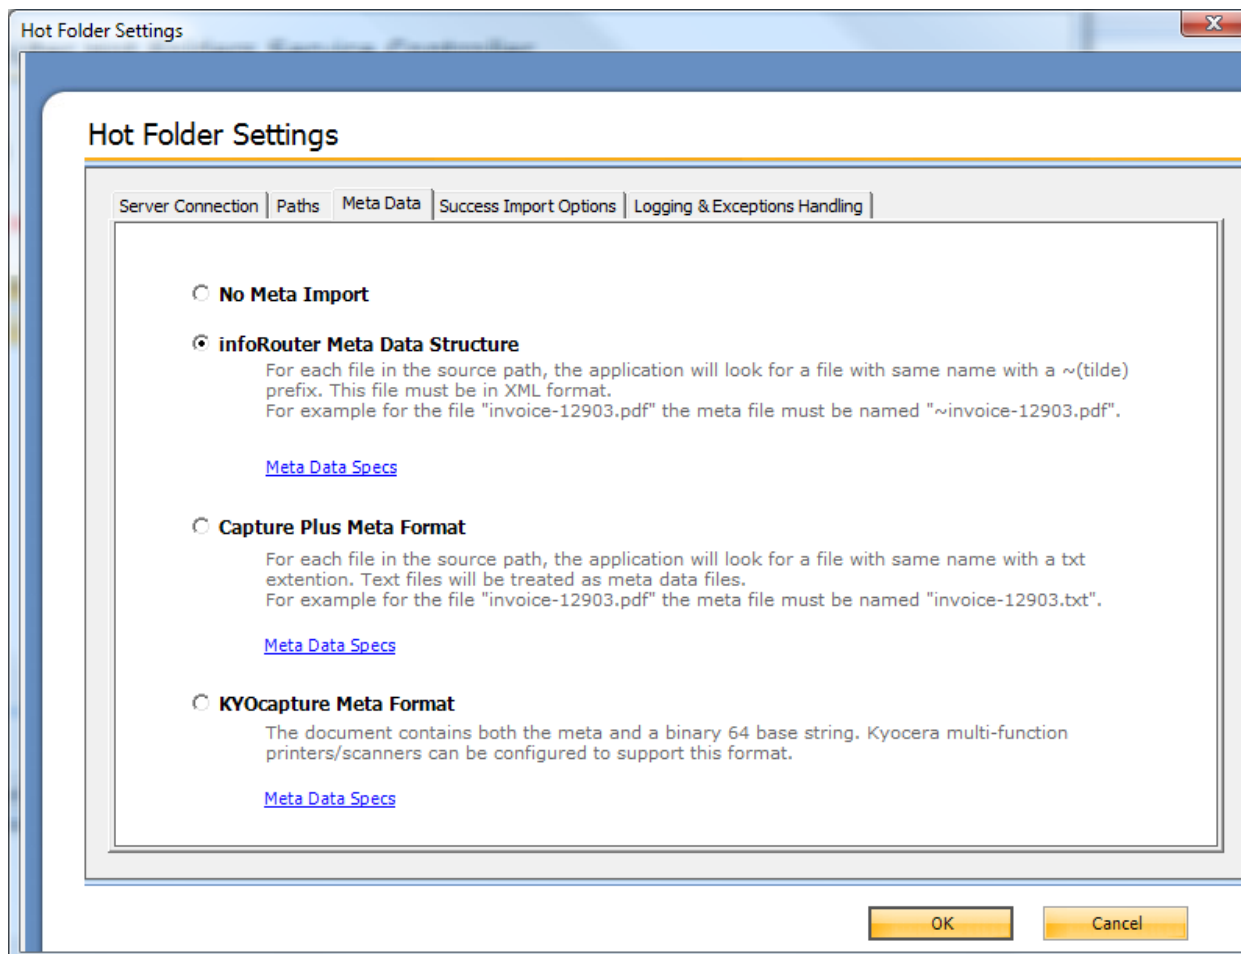 Hot Folder Settings
Hot Folder Settings
Server Connection Paths Meta Data Success Import Options Logging & Exceptions Handling
No Meta Import
infoRouter Meta Data Structure
For each file in the source path, the application will look for a file with same name with a ~(tilde)
prefix. This file must be in XML format.
For example for the file "invoice-12903.pdf" the meta file must be named "~invoice-12903.pdf".
Meta Data Specs
Capture Plus Meta Format
For each file in the source path, the application will look for a file with same name with a txt
extention. Text files will be treated as meta data files.
For example for the file "invoice-12903.pdf" the meta file must be named "invoice-12903.txt".
Meta Data Specs
KYOcapture Meta Format
The document contains both the meta and a binary 64 base string. Kyocera multi-function
printers/scanners can be configured to support this format.
Meta Data Specs
OK Cancel